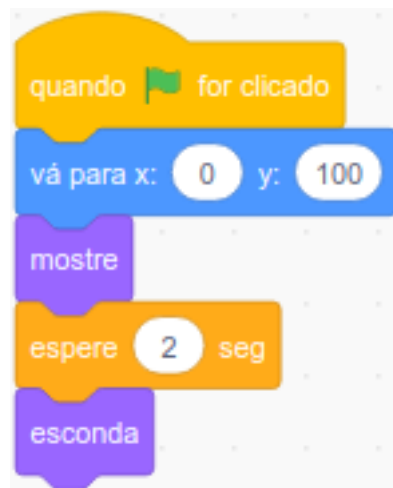 quando for clicado
vá para x: 0 y: 100
mostre
espere 2 seg
esconda